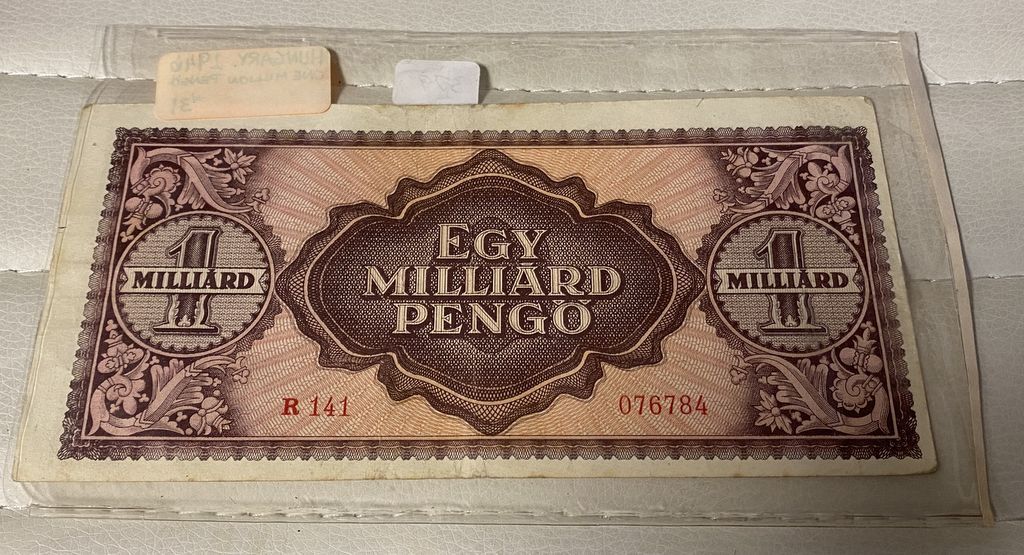 HUNGARY. 1946
ONE MILLION PENGO
EGY
MILLIÁRD
PENGŐ
1
MILLIÁRD
1
MILLIÁRD
R 141
076784